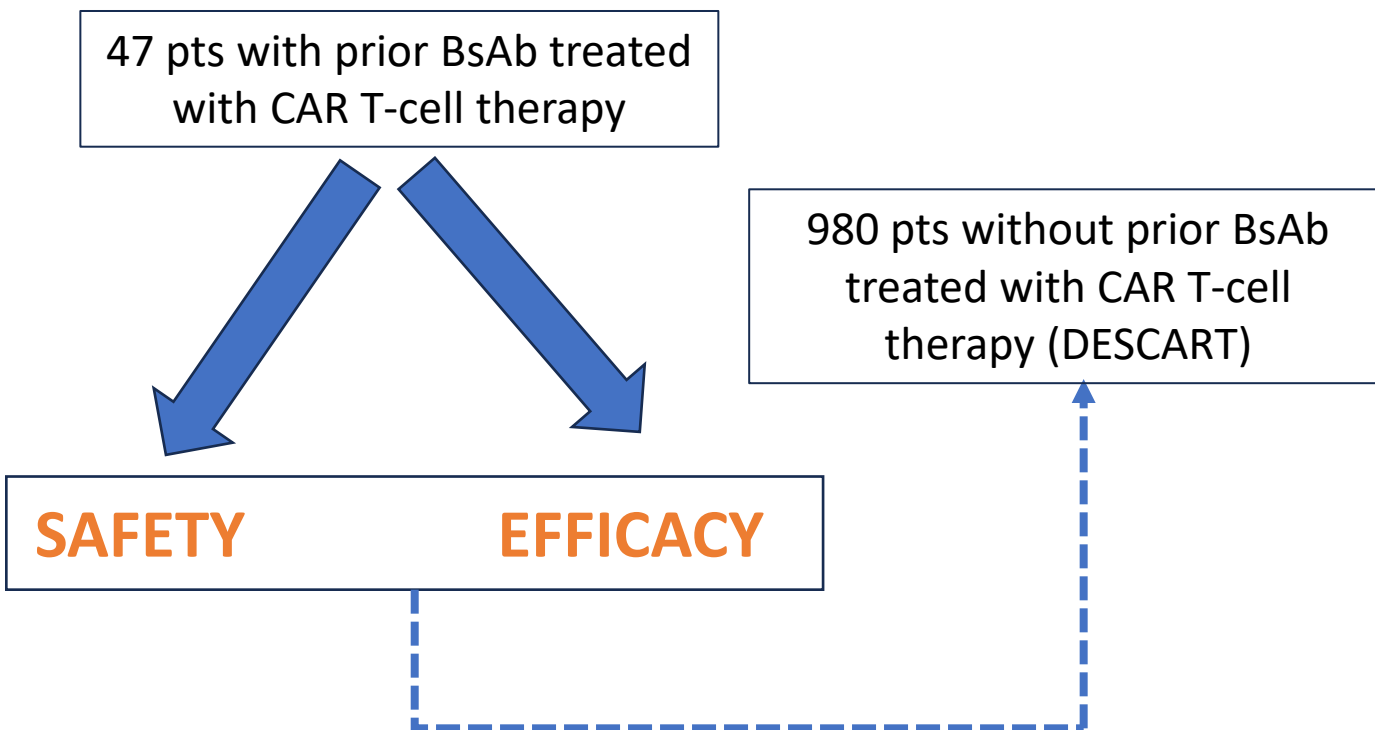 47 pts with prior BsAb treated
with CAR T-cell therapy
980 pts without prior BsAb
treated with CAR T-cell
therapy (DESCART)
SAFETY EFFICACY